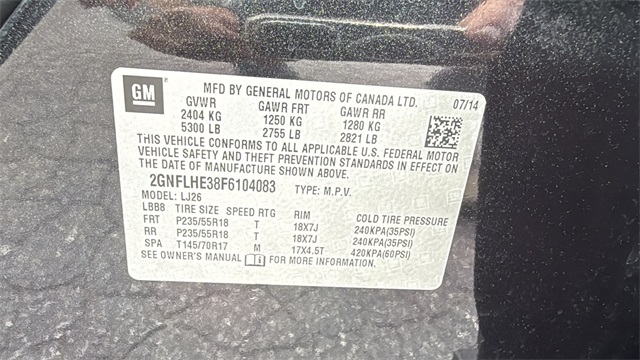 GM
MFD BY GENERAL MOTORS OF CANADA LTD. 07/14
GVWR GAWR FRT GAWR RR
2404 KG 1250 KG 1280 KG
5300 LB 2755 LB 2821 LB
THIS VEHICLE CONFORMS TO ALL APPLICABLE U.S. FEDERAL MOTOR
VEHICLE SAFETY AND THEFT PREVENTION STANDARDS IN EFFECT ON
THE DATE OF MANUFACTURE SHOWN ABOVE.
2GNFLHE38F6104083 TYPE: M.P.V.
MODEL: LJ26
LBB8 TIRE SIZE SPEED RTG RIM COLD TIRE PRESSURE
FRT P235/55R18 T 18X7J 240KPA(35PSI)
RR P235/55R18 T 18X7J 240KPA(35PSI)
SPA T145/70R17 M 17X4.5T 420KPA(60PSI)
SEE OWNER'S MANUAL FOR MORE INFORMATION.